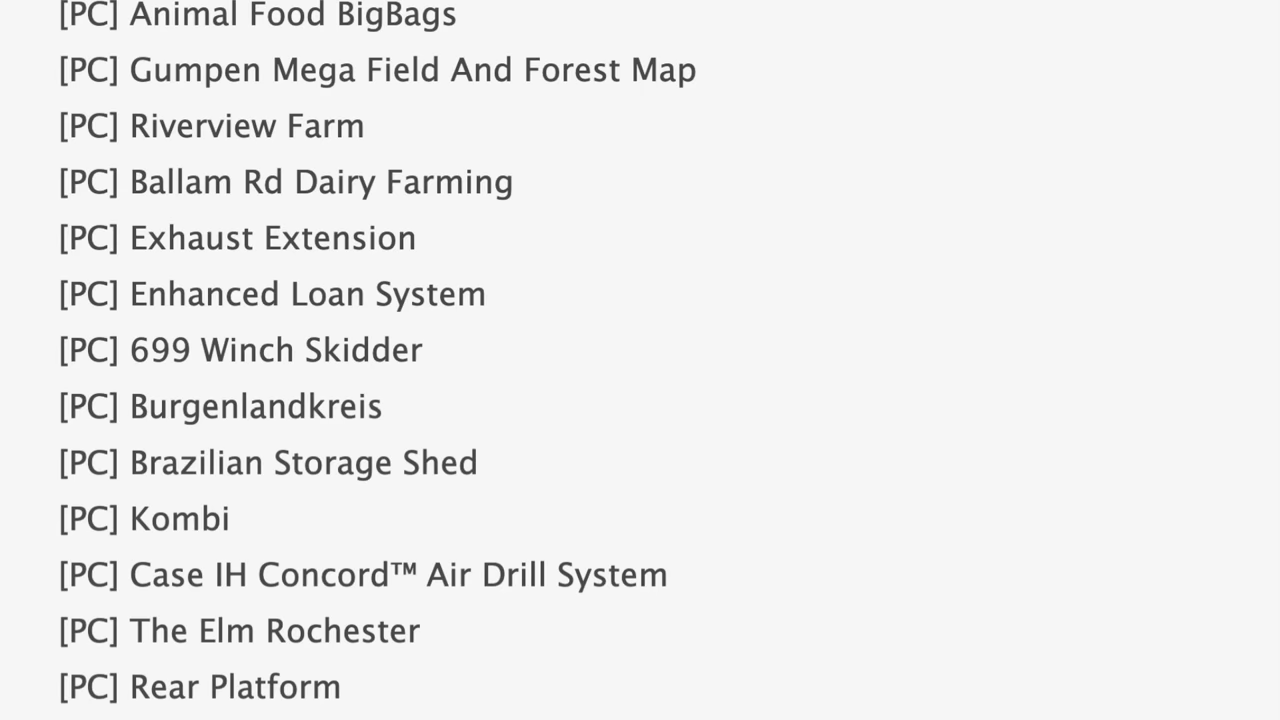 [PC] Animal Food BigBags
[PC] Gumpen Mega Field And Forest Map
[PC] Riverview Farm
[PC] Ballam Rd Dairy Farming
[PC] Exhaust Extension
[PC] Enhanced Loan System
[PC] 699 Winch Skidder
[PC] Burgenlandkreis
[PC] Brazilian Storage Shed
[PC] Kombi
[PC] Case IH Concord™ Air Drill System
[PC] The Elm Rochester
[PC] Rear Platform